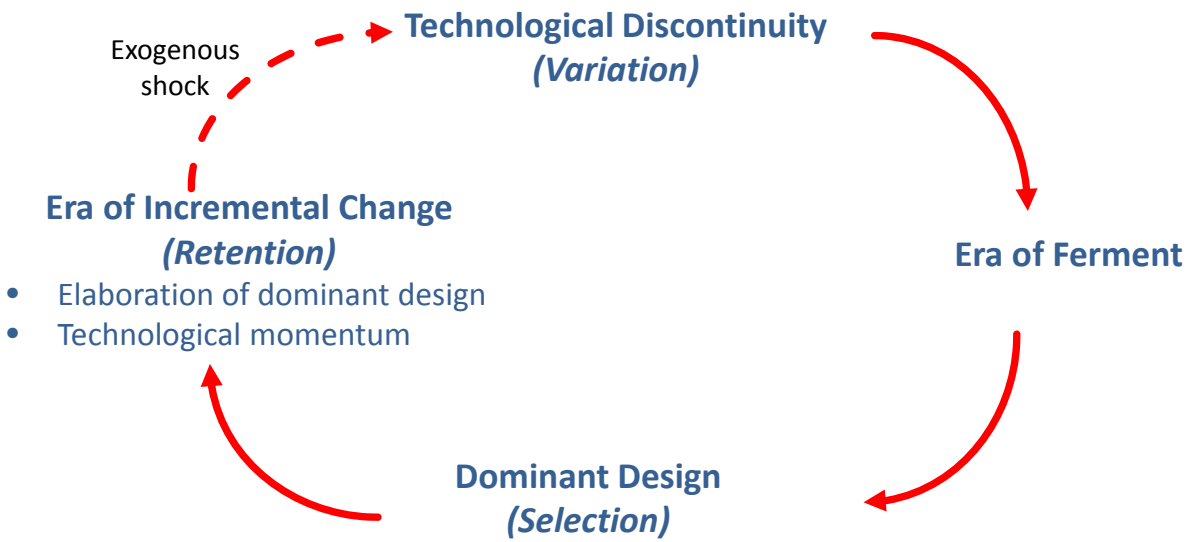 Technological Discontinuity
(Variation)
Exogenous
shock
Era of Incremental Change
(Retention)
• Elaboration of dominant design
• Technological momentum
Era of Ferment
Dominant Design
(Selection)